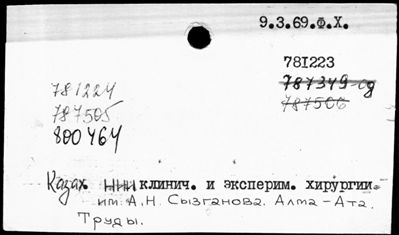 9.3.69.Ф.Х.
781223
781224
787349-сд
787505
787506
800464
Казах. НИИ клинич. и эксперим. хирургии.
им. А.Н. Сызганова. Алма-Ата.
Труды.